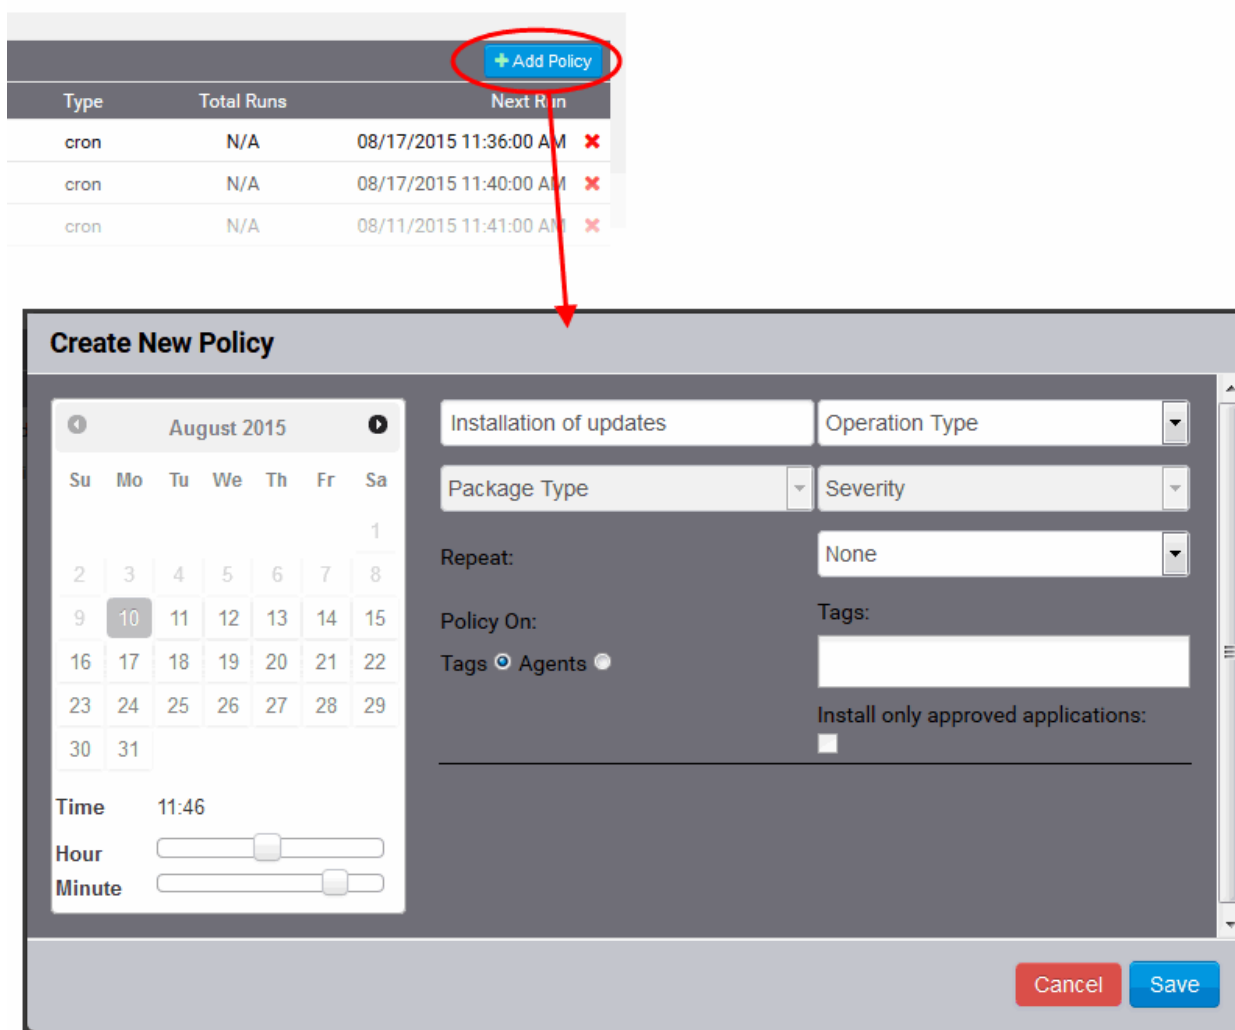 Add Policy
Type Total Runs Next Run
cron N/A 08/17/2015 11:36:00 AM
cron N/A 08/17/2015 11:40:00 AM
cron N/A 08/11/2015 11:41:00 AM
Create New Policy
August 2015
Su Mo Tu We Th Fr Sa
1
2 3 4 5 6 7 8
9 10 11 12 13 14 15
16 17 18 19 20 21 22
23 24 25 26 27 28 29
30 31
Time 11:46
Hour
Minute
Installation of updates Operation Type
Package Type Severity
Repeat: None
Policy On: Tags:
Tags Agents
Install only approved applications:
Cancel Save